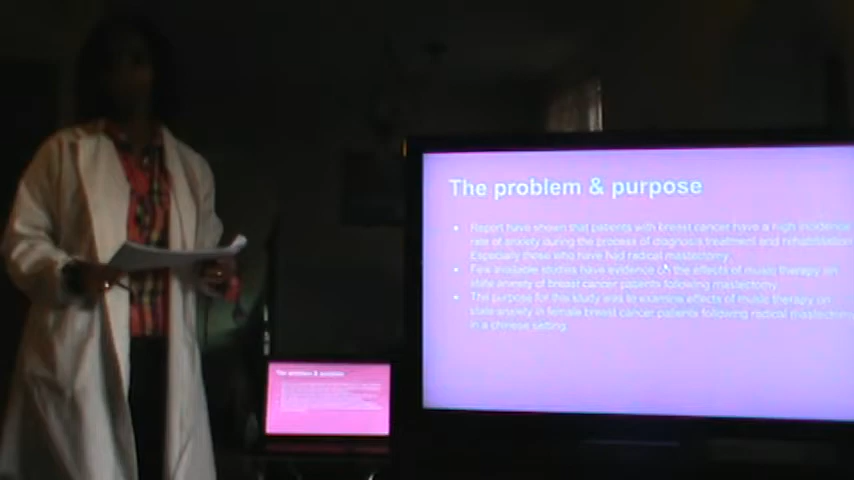 The problem & purpose
• Report have shown that patients with breast cancer have a high incidence
rate of anxiety during the process of diagnosis treatment and rehabilitation
Especially those who have had radical mastectomy.
• Few available studies have evidence on the effects of music therapy on
state anxiety of breast cancer patients following mastectomy.
• The purpose for this study was to examine effects of music therapy on
state anxiety in female breast cancer patients following radical mastectomy
in a chinese setting.
The problem & purpose